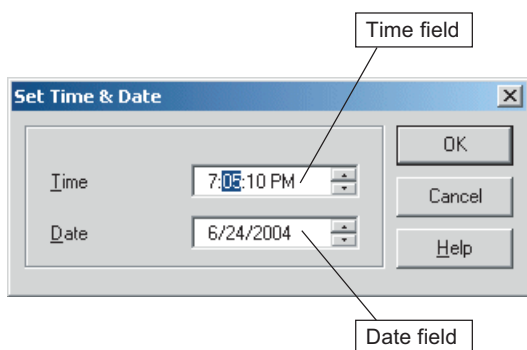 Time field
Set Time & Date
OK
Time 7:05:10 PM
Cancel
Date 6/24/2004
Help
Date field